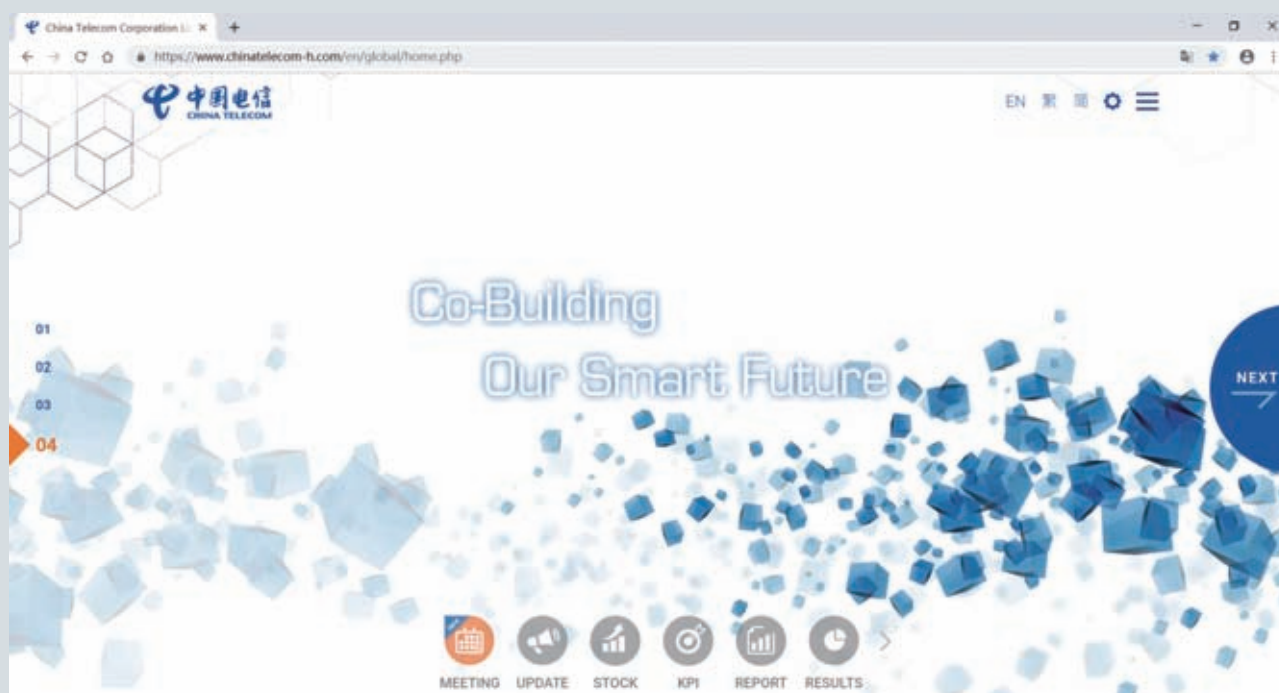 China Telecom Corporation Li
https://www.chinatelecom-h.com/en/global/home.php
中国电信
CHINA TELECOM
EN 繁 简
Co-Building
Our Smart Future
01
02
03
04
NEXT
MEETING UPDATE STOCK KPI REPORT RESULTS